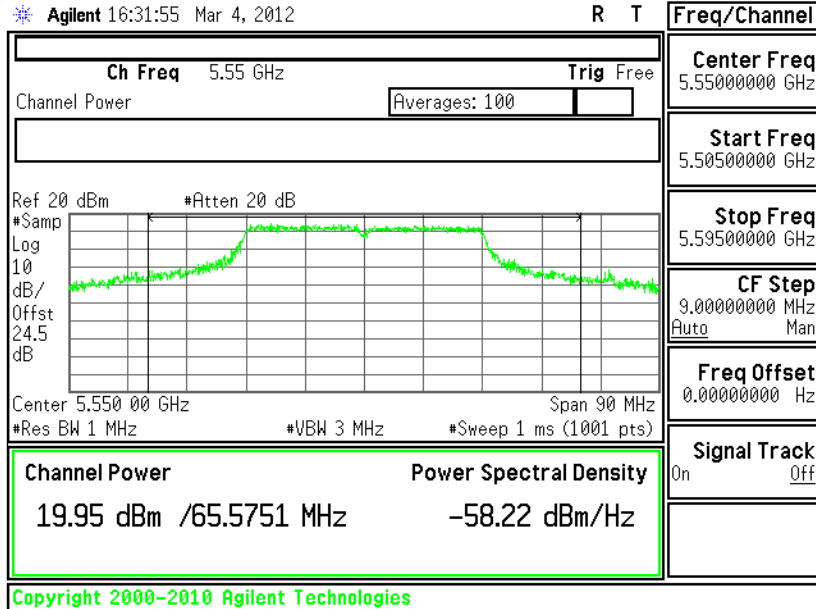 Agilent 16:31:55 Mar 4, 2012 R T
Freq/Channel
Ch Freq 5.55 GHz Trig Free
Channel Power Averages: 100
Center Freq
5.55000000 GHz
Start Freq
5.50500000 GHz
Stop Freq
5.59500000 GHz
CF Step
9.00000000 MHz
Auto Man
Freq Offset
0.00000000 Hz
Signal Track
On Off
Ref 20 dBm #Atten 20 dB
#Samp
Log
10
dB/
Offst
24.5
dB
Center 5.550 00 GHz Span 90 MHz
#Res BW 1 MHz #VBW 3 MHz #Sweep 1 ms (1001 pts)
Channel Power Power Spectral Density
19.95 dBm /65.5751 MHz -58.22 dBm/Hz
Copyright 2000-2010 Agilent Technologies